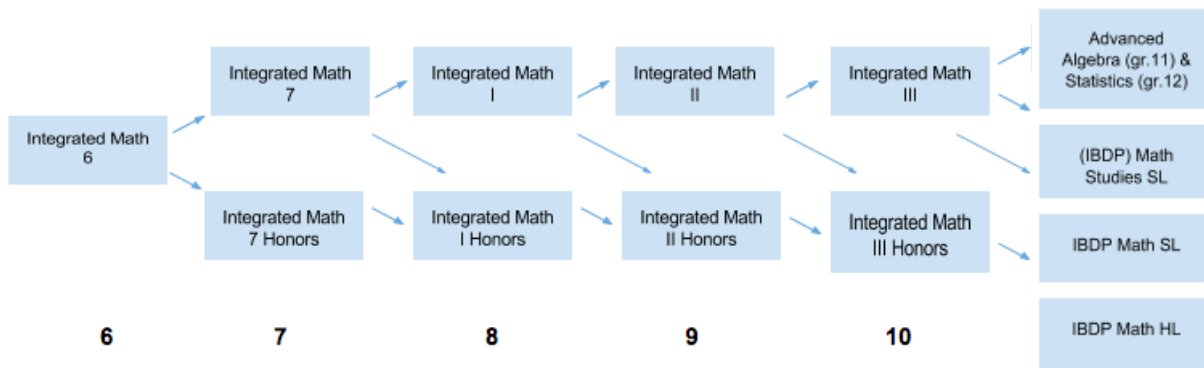 Integrated Math
6
Integrated Math
7
Integrated Math
7 Honors
Integrated Math
I
Integrated Math
I Honors
Integrated Math
II
Integrated Math
II Honors
Integrated Math
III
Integrated Math
III Honors
Advanced
Algebra (gr.11) &
Statistics (gr.12)
(IBDP) Math
Studies SL
IBDP Math SL
IBDP Math HL
6
7
8
9
10